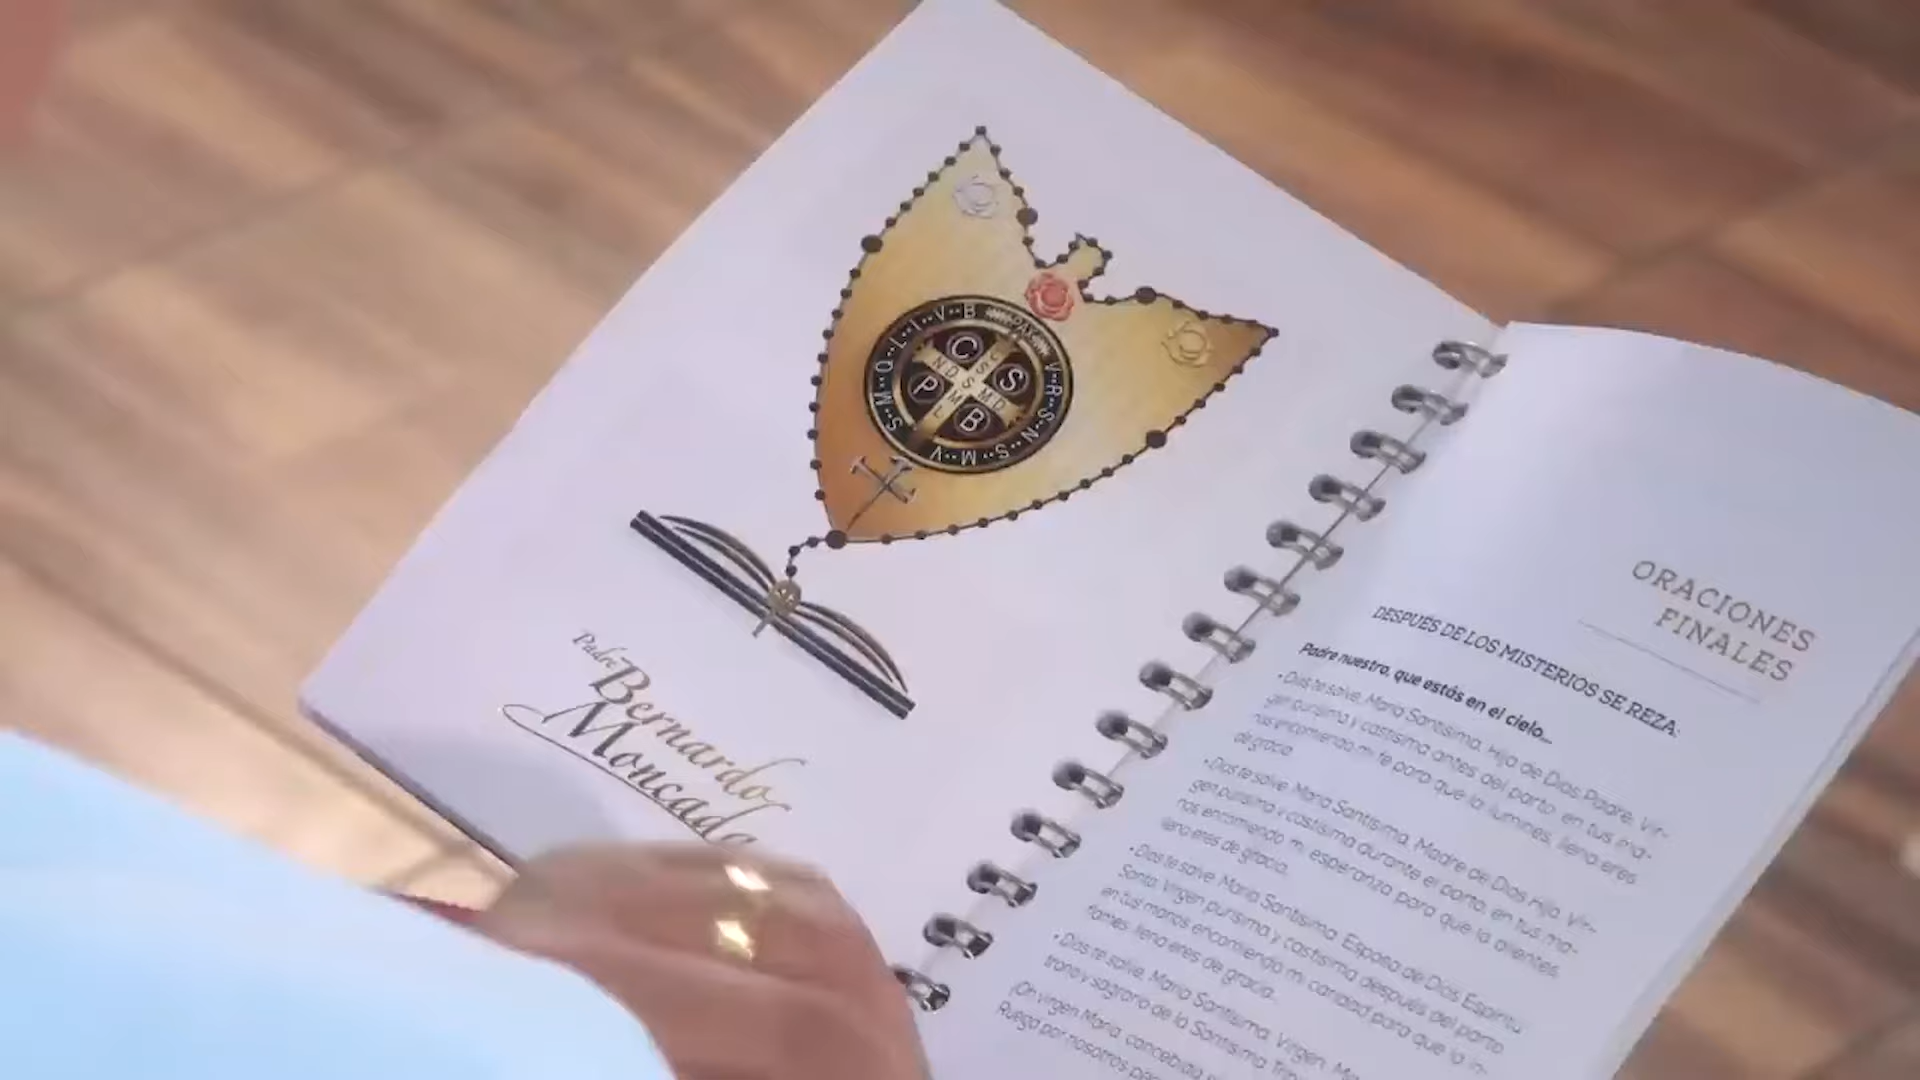 V··B
S··M··Q··L··I··V··B
V··R··S··N··S··M··V
C S
P B
C
S
S
M
L
N D S M D
Padre
Bernardo
Moncada
ORACIONES
FINALES
DESPUÉS DE LOS MISTERIOS SE REZA:
Padre nuestro, que estás en el cielo...
• Dios te salve, María Santísima, Hija de Dios Padre, Vir-
gen purísima y castísima antes del parto, en tus ma-
nos encomiendo mi fe para que la ilumines, llena eres
de gracia.
• Dios te salve, María Santísima, Madre de Dios Hijo, Vir-
gen purísima y castísima durante el parto, en tus ma-
nos encomiendo mi esperanza para que la alientes,
llena eres de gracia.
• Dios te salve, María Santísima, Esposa de Dios Espíritu
Santo, Virgen purísima y castísima después del parto
en tus manos encomiendo mi caridad para que la in-
flames, llena eres de gracia.
• Dios te salve, María Santísima, Virgen, Ma
trono y sagrario de la Santísima Trin
¡Oh virgen María, concebida
Ruega por nosotros